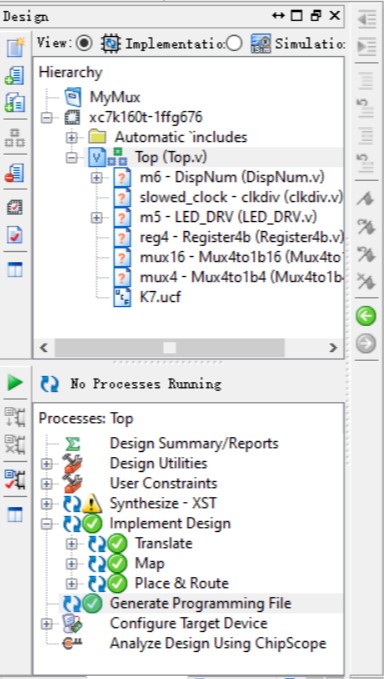 Design
View: Implementatio: Simulatio:
Hierarchy
MyMux
xc7k160t-1ffg676
Automatic `includes
V Top (Top.v)
? m6 - DispNum (DispNum.v)
? slowed_clock - clkdiv (clkdiv.v)
? m5 - LED_DRV (LED_DRV.v)
? reg4 - Register4b (Register4b.v)
? mux16 - Mux4to1b16 (Mux4to
? mux4 - Mux4to1b4 (Mux4to1b
K7.ucf
No Processes Running
Processes: Top
Σ Design Summary/Reports
Design Utilities
User Constraints
Synthesize - XST
Implement Design
Translate
Map
Place & Route
Generate Programming File
Configure Target Device
Analyze Design Using ChipScope